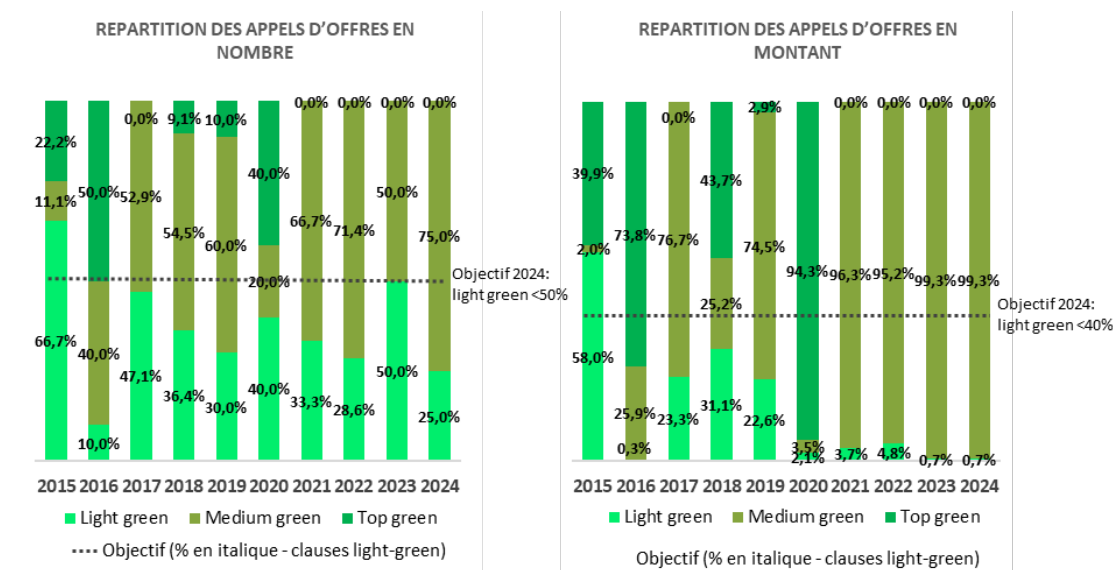 REPARTITION DES APPELS D'OFFRES EN
NOMBRE
0,0% 9,1% 10,0% 0,0% 0,0% 0,0% 0,0%
22,2% 50,0% 52,9% 40,0% 50,0%
11,1% 54,5% 60,0% 66,7% 71,4% 75,0%
20,0%
Objectif 2024:
light green <50%
66,7% 40,0% 47,1% 36,4% 30,0% 40,0% 33,3% 28,6% 50,0% 25,0%
10,0%
2015 2016 2017 2018 2019 2020 2021 2022 2023 2024
Light green Medium green Top green
Objectif (% en italique - clauses light-green)
REPARTITION DES APPELS D'OFFRES EN
MONTANT
0,0% 2,9% 0,0% 0,0% 0,0% 0,0%
39,9% 43,7%
2,0% 73,8% 76,7% 74,5% 94,3% 96,3% 95,2% 99,3% 99,3%
25,2%
Objectif 2024:
light green <40%
58,0% 25,9% 23,3% 31,1% 22,6% 3,5%
0,3% 2,1% 3,7% 4,8% 0,7% 0,7%
2015 2016 2017 2018 2019 2020 2021 2022 2023 2024
Light green Medium green Top green
Objectif (% en italique - clauses light-green)